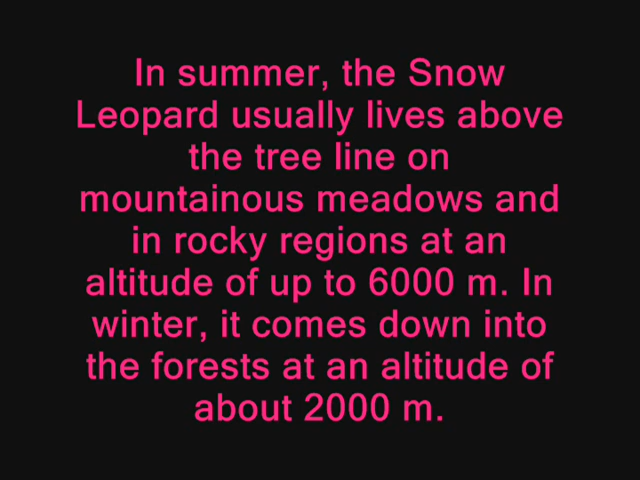 In summer, the Snow
Leopard usually lives above
the tree line on
mountainous meadows and
in rocky regions at an
altitude of up to 6000 m. In
winter, it comes down into
the forests at an altitude of
about 2000 m.